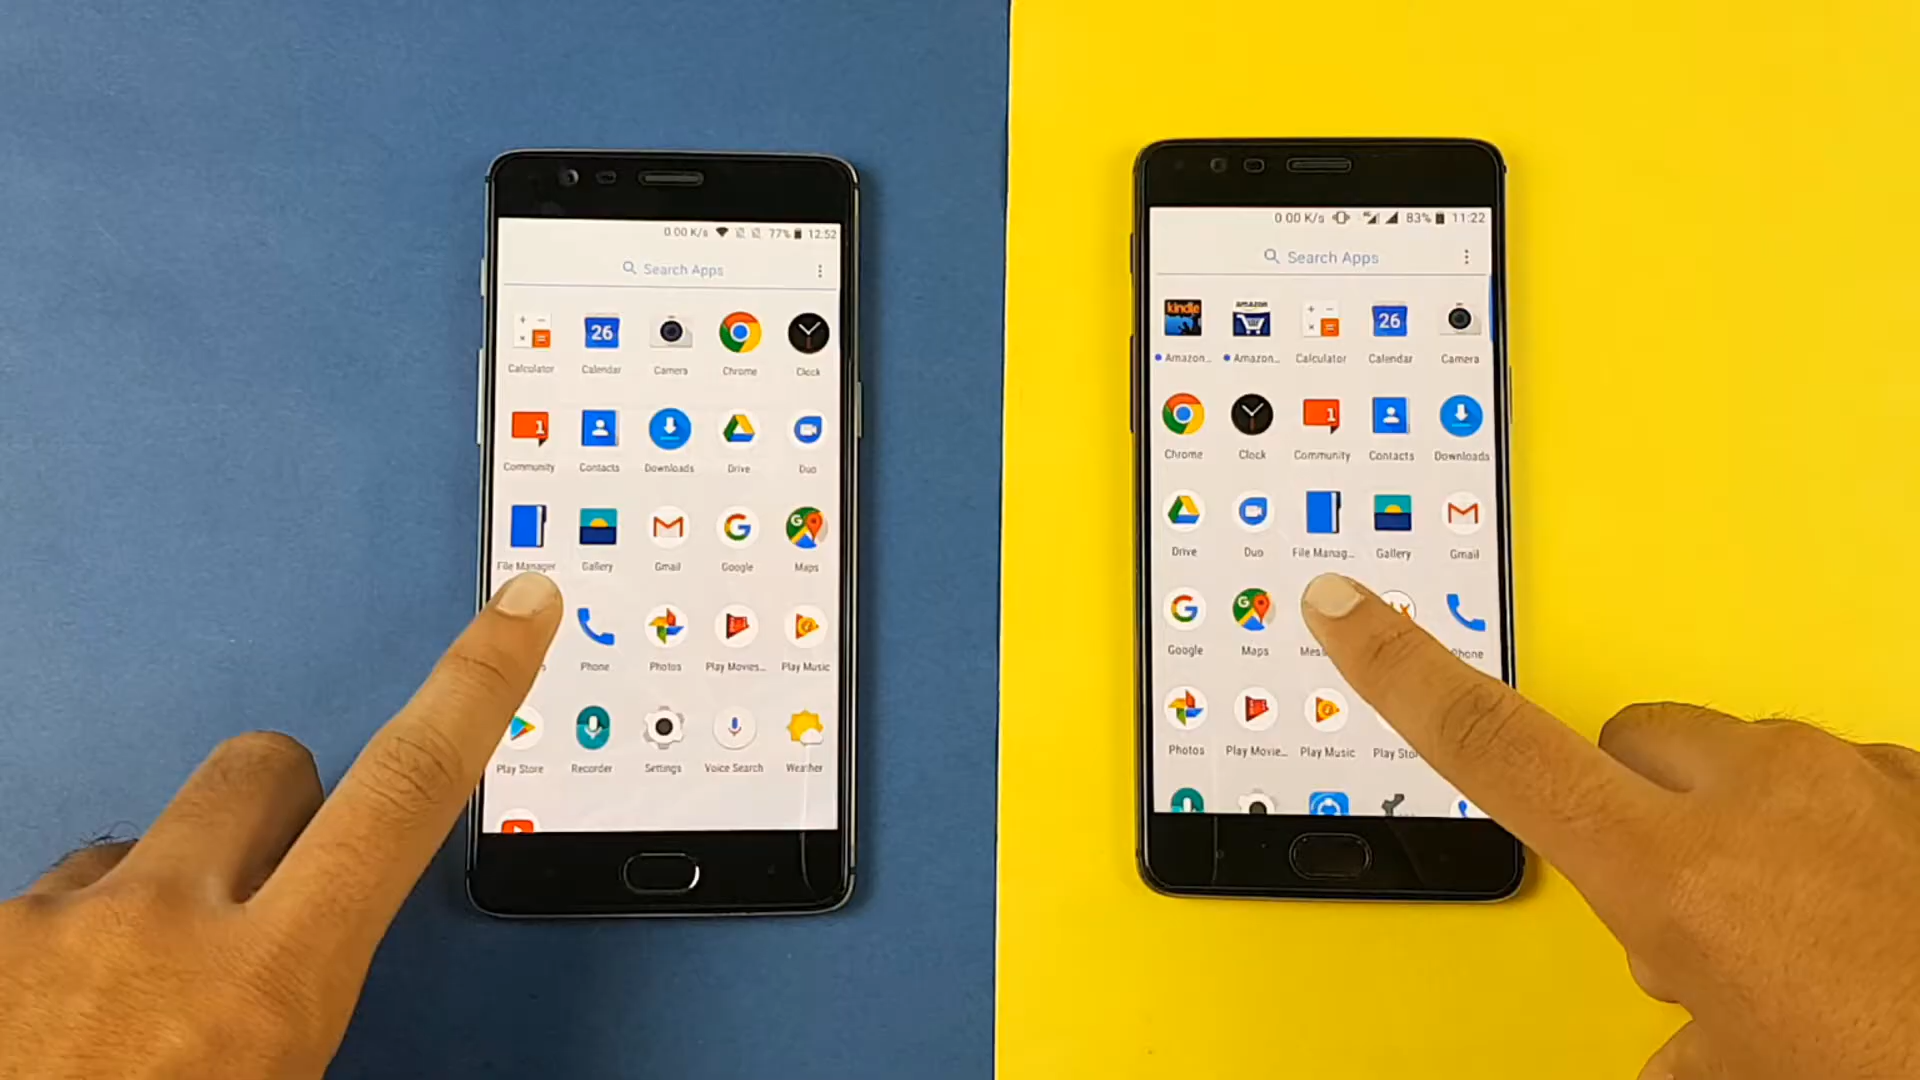 0.00 K/s 77% 12:52
Search Apps
26
Calculator Calendar Camera Chrome Clock
1
Community Contacts Downloads Drive Duo
G G
File Manager Gallery Gmail Google Maps
Phone Photos Play Movies... Play Music
Play Store Recorder Settings Voice Search Weather
0.00 K/s 4G 83% 11:22
Search Apps
kindle amazon 26
Amazon... Amazon... Calculator Calendar Camera
1
Chrome Clock Community Contacts Downloads
Drive Duo File Manag... Gallery Gmail
G G
Google Maps Phone
Photos Play Movie... Play Music